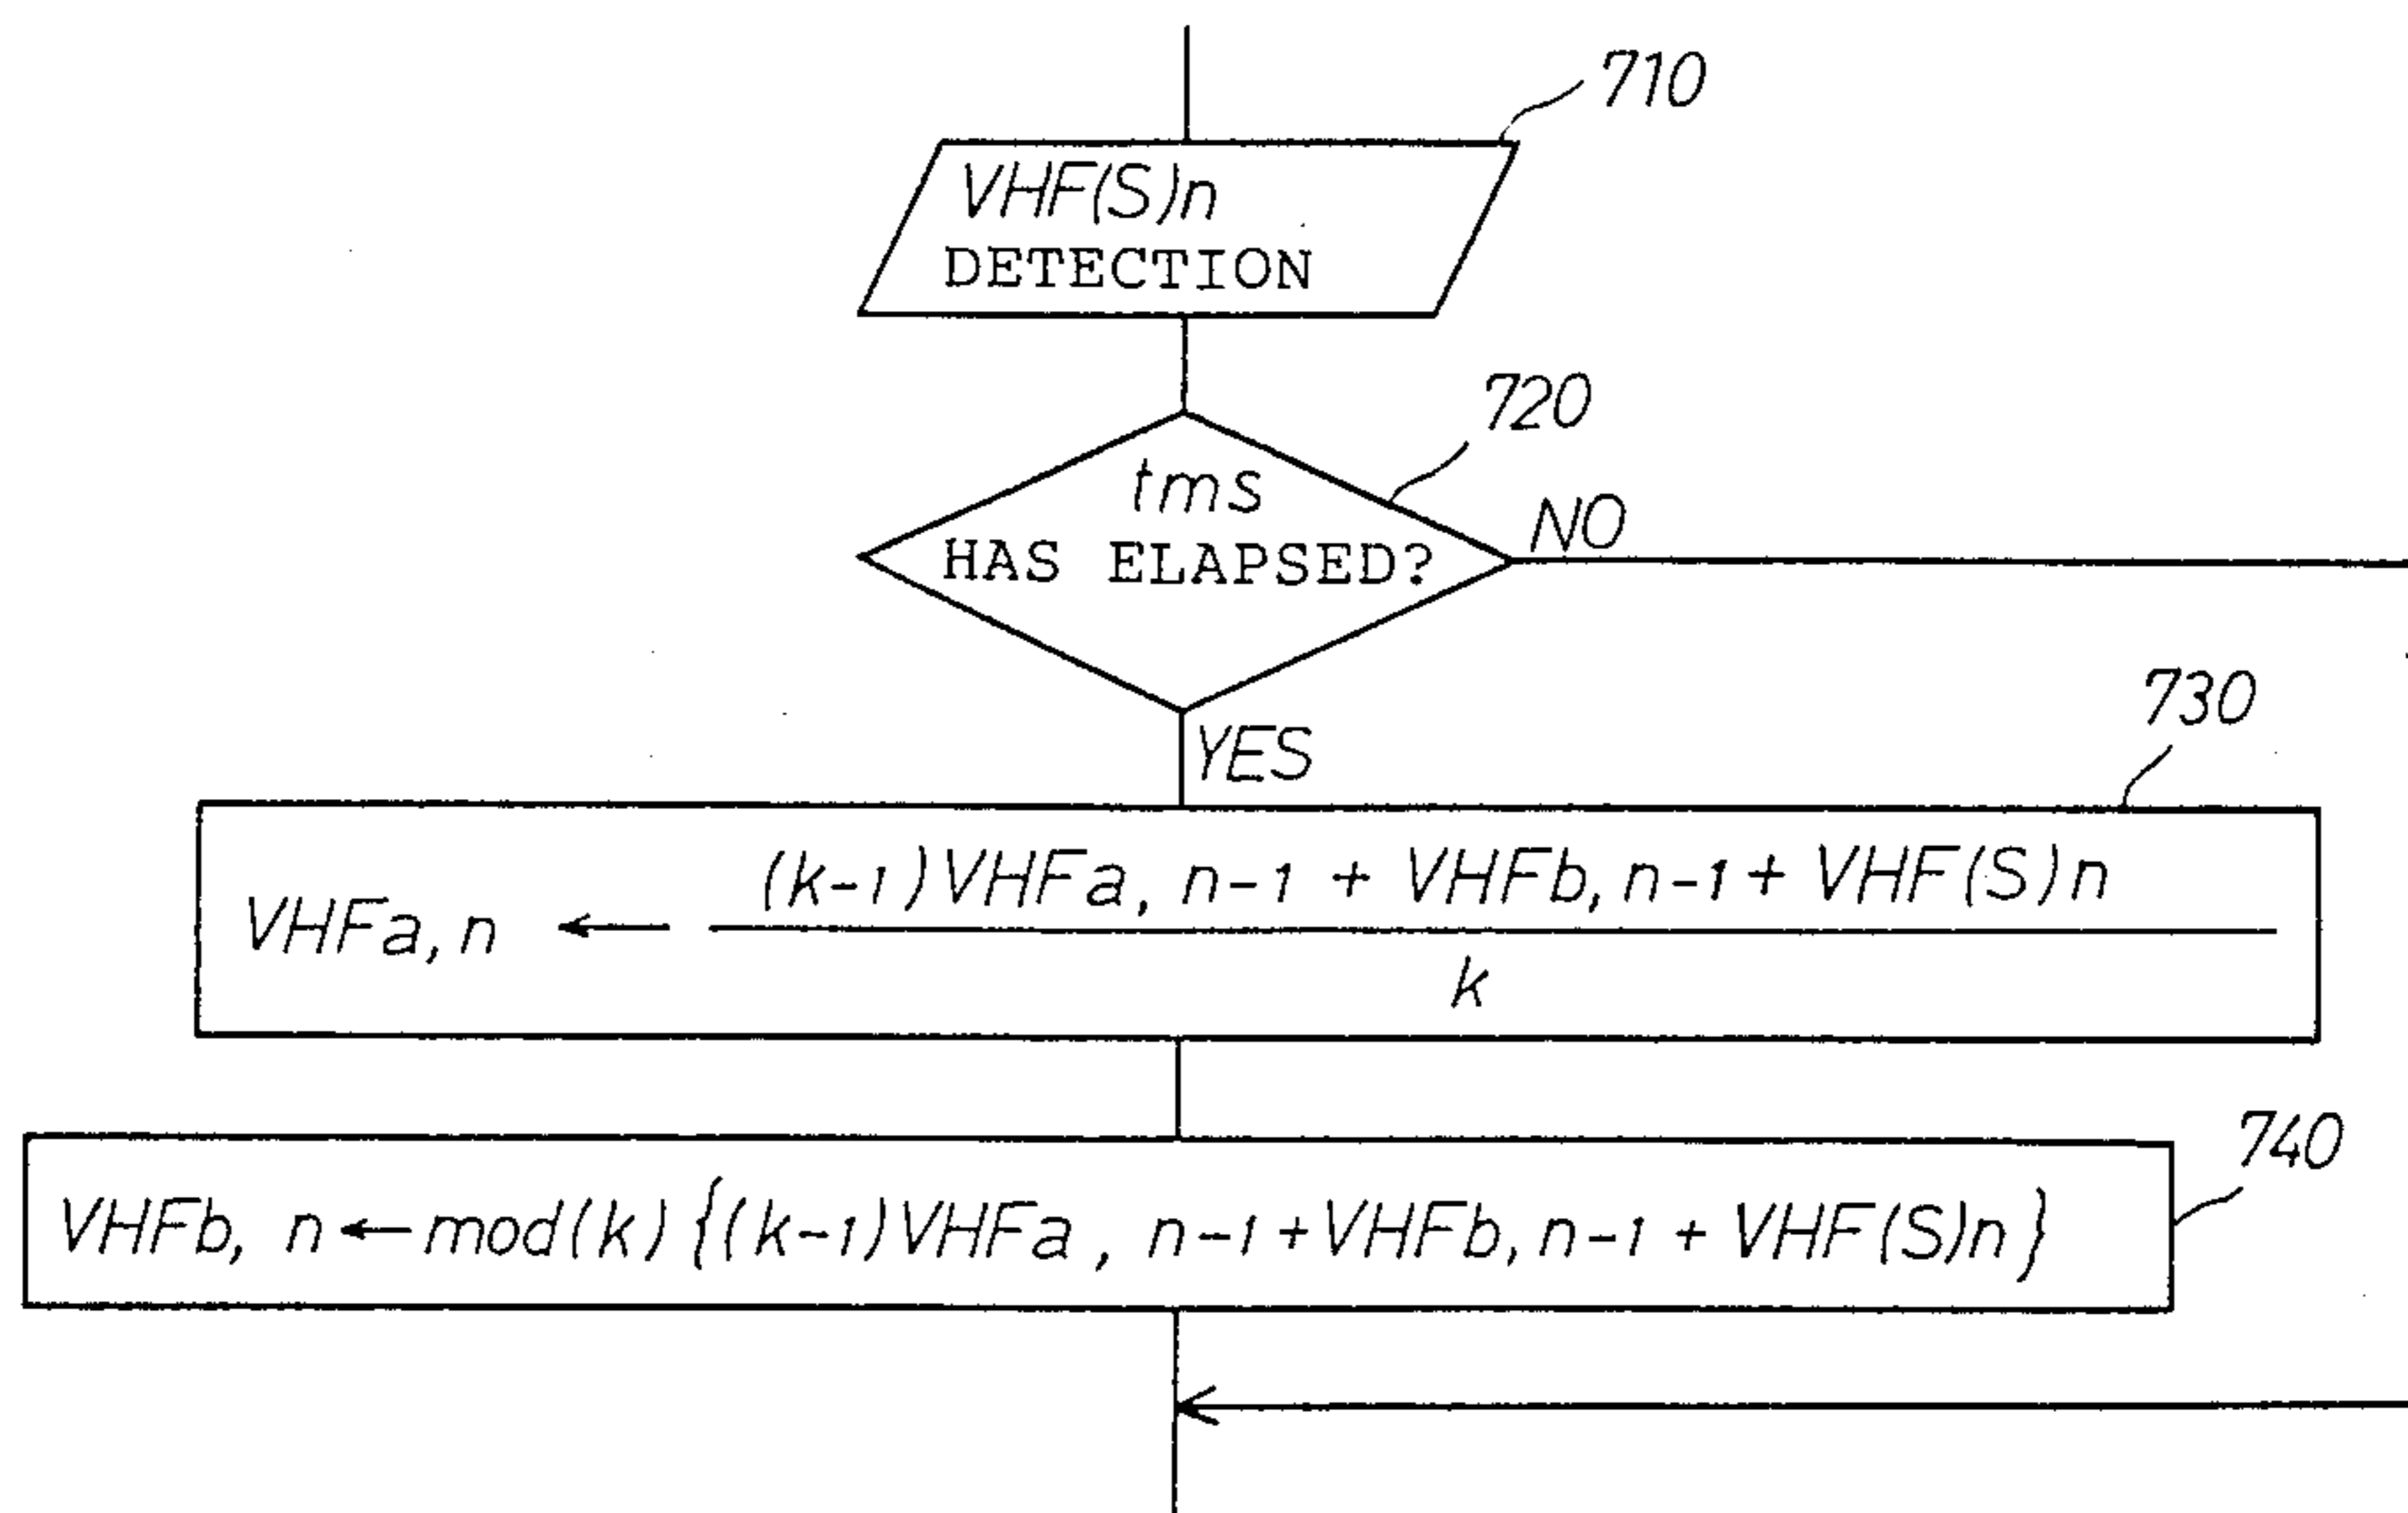 710
VHF(S)n
DETECTION
720
tms
HAS ELAPSED?
NO
YES
730
(k-1)VHFa, n-1 + VHFb, n-1 + VHF(S)n
VHFa, n ←
k
740
VHFb, n ← mod(k) {(k-1)VHFa, n-1 + VHFb, n-1 + VHF(S)n}